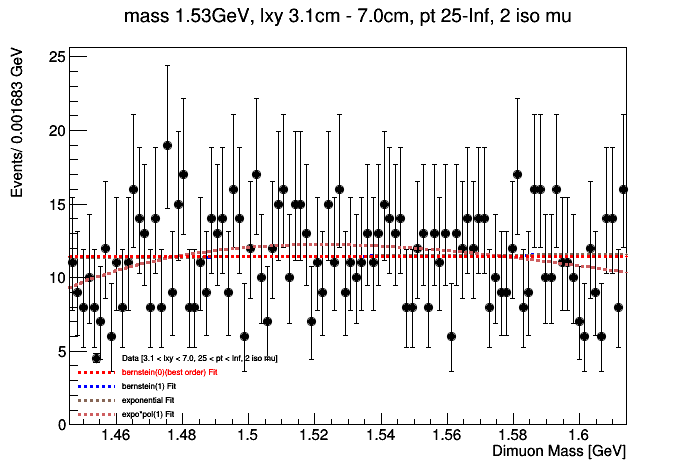 mass 1.53GeV, lxy 3.1cm - 7.0cm, pt 25-Inf, 2 iso mu
Events/ 0.001683 GeV
25
20
15
10
5
0
Data [3.1 < lxy < 7.0, 25 < pt < Inf, 2 iso mu]
bernstein(0)(best order) Fit
bernstein(1) Fit
exponential Fit
expo*pol(1) Fit
1.46 1.48 1.5 1.52 1.54 1.56 1.58 1.6
Dimuon Mass [GeV]